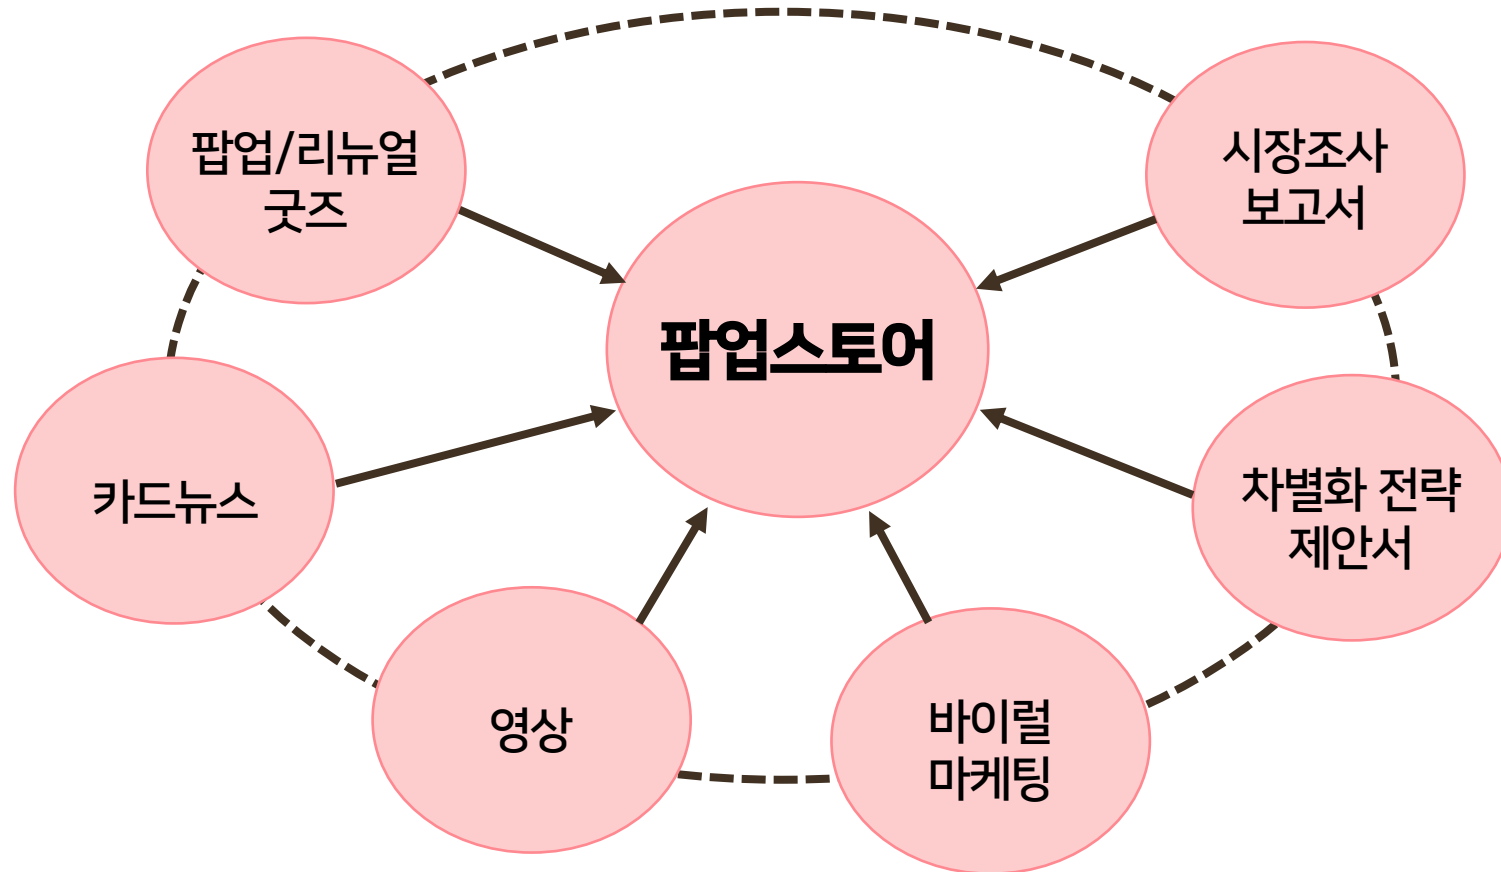 팝업/리뉴얼
굿즈
시장조사
보고서
팝업스토어
카드뉴스
차별화 전략
제안서
영상
바이럴
마케팅